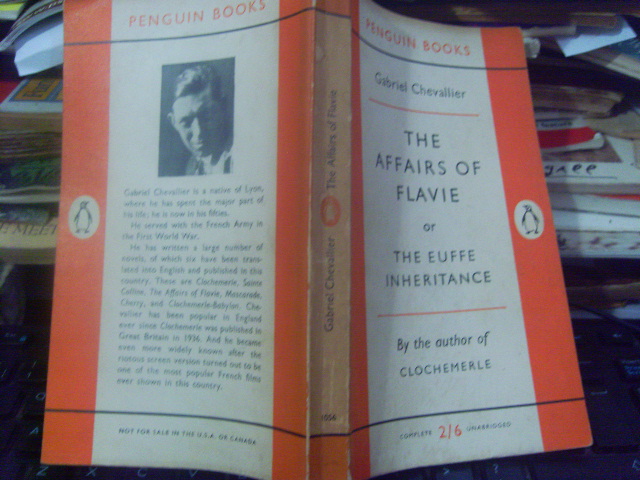 PENGUIN BOOKS
Gabriel Chevallier is a native of Lyon,
where he has spent the major part of
his life; he is now in his fifties.
He served with the French Army in
the First World War.
He has written a large number of
novels, of which six have been trans-
lated into English and published in this
country. These are Clochemerle, Sainte
Colline, The Affairs of Flavie, Mascarade,
Cherry, and Clochemerle-Babylon. Che-
vallier has been popular in England
ever since Clochemerle was published in
Great Britain in 1936. And he became
even more widely known after the
riotous screen version turned out to be
one of the most popular French films
ever shown in this country.
NOT FOR SALE IN THE U.S.A. OR CANADA
Gabriel Chevallier The Affairs of Flavie
PENGUIN BOOKS
Gabriel Chevallier
THE
AFFAIRS OF
FLAVIE
or
THE EUFFE
INHERITANCE
By the author of
CLOCHEMERLE
COMPLETE 2/6 UNABRIDGED